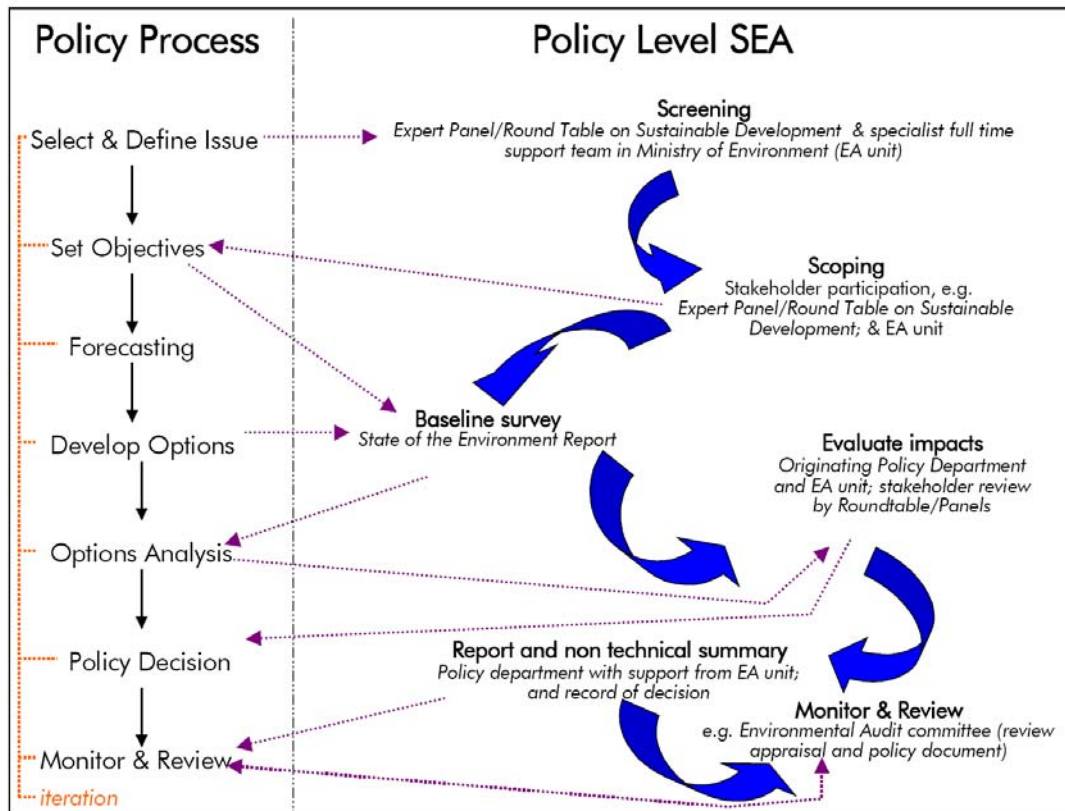 Policy Process
Policy Level SEA
Select & Define Issue
Set Objectives
Forecasting
Develop Options
Options Analysis
Policy Decision
Monitor & Review
iteration
Screening
Expert Panel/Round Table on Sustainable Development & specialist full time
support team in Ministry of Environment (EA unit)
Scoping
Stakeholder participation, e.g.
Expert Panel/Round Table on Sustainable
Development; & EA unit
Baseline survey
State of the Environment Report
Evaluate impacts
Originating Policy Department
and EA unit; stakeholder review
by Roundtable/Panels
Report and non technical summary
Policy department with support from EA unit;
and record of decision
Monitor & Review
e.g. Environmental Audit committee (review
appraisal and policy document)